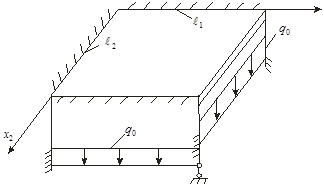 ℓ₁
q₀
ℓ₂
x₂
q₀